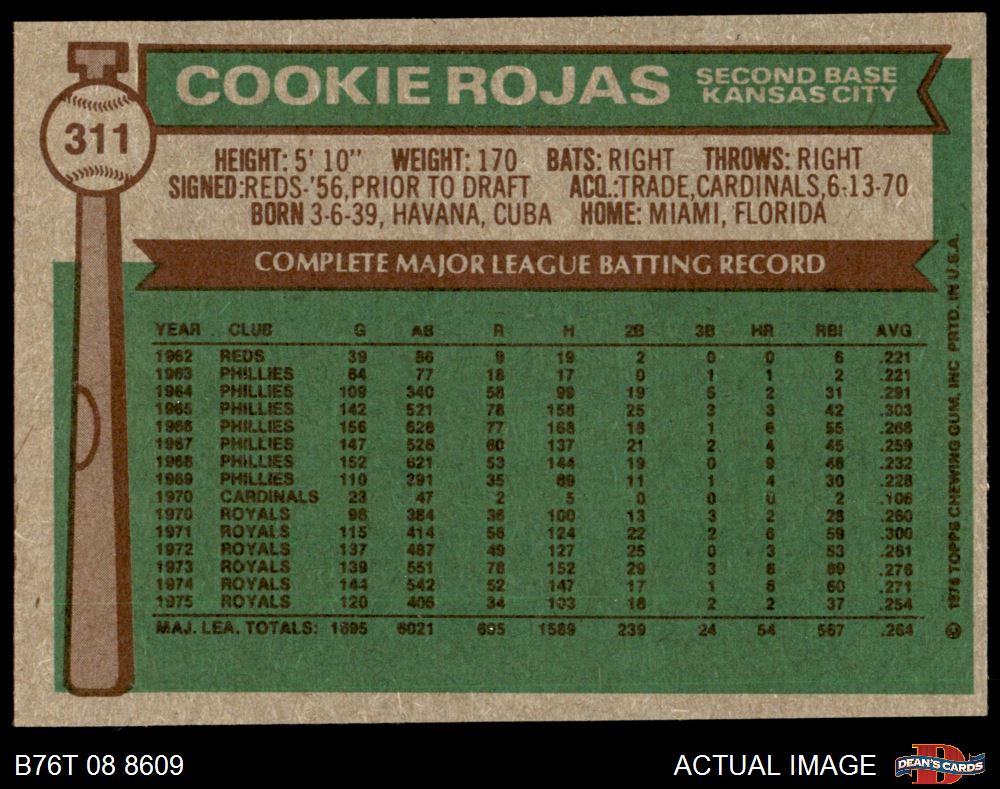 COOKIE ROJAS
SECOND BASE
KANSAS CITY
311
HEIGHT: 5' 10" WEIGHT: 170 BATS: RIGHT THROWS: RIGHT
SIGNED:REDS-'56,PRIOR TO DRAFT ACQ.:TRADE,CARDINALS,6-13-70
BORN 3-6-39, HAVANA, CUBA HOME: MIAMI, FLORIDA
COMPLETE MAJOR LEAGUE BATTING RECORD
YEAR CLUB G AB R H 2B 3B HR RBI AVG
1962 REDS 39 86 9 19 2 0 0 6 .221
1963 PHILLIES 64 77 18 17 0 1 1 2 .221
1964 PHILLIES 109 340 58 99 19 5 2 31 .291
1965 PHILLIES 142 521 78 158 25 3 3 42 .303
1966 PHILLIES 156 626 77 168 18 1 6 55 .268
1967 PHILLIES 147 528 60 137 21 2 4 45 .259
1968 PHILLIES 152 621 53 144 19 0 9 48 .232
1969 PHILLIES 110 391 35 89 11 1 4 30 .228
1970 CARDINALS 23 47 2 5 0 0 0 2 .106
1970 ROYALS 98 384 36 100 13 3 2 28 .260
1971 ROYALS 115 414 56 124 22 2 6 59 .300
1972 ROYALS 137 487 49 127 25 0 3 53 .261
1973 ROYALS 139 551 78 152 29 3 6 69 .276
1974 ROYALS 144 542 52 147 17 1 6 60 .271
1975 ROYALS 120 406 34 103 18 2 2 37 .254
MAJ. LEA. TOTALS: 1695 6021 695 1589 239 24 54 567 .264
© 1976 TOPPS CHEWING GUM, INC PRTD. IN U.S.A.
B76T 08 8609
ACTUAL IMAGE
DEAN'S CARDS